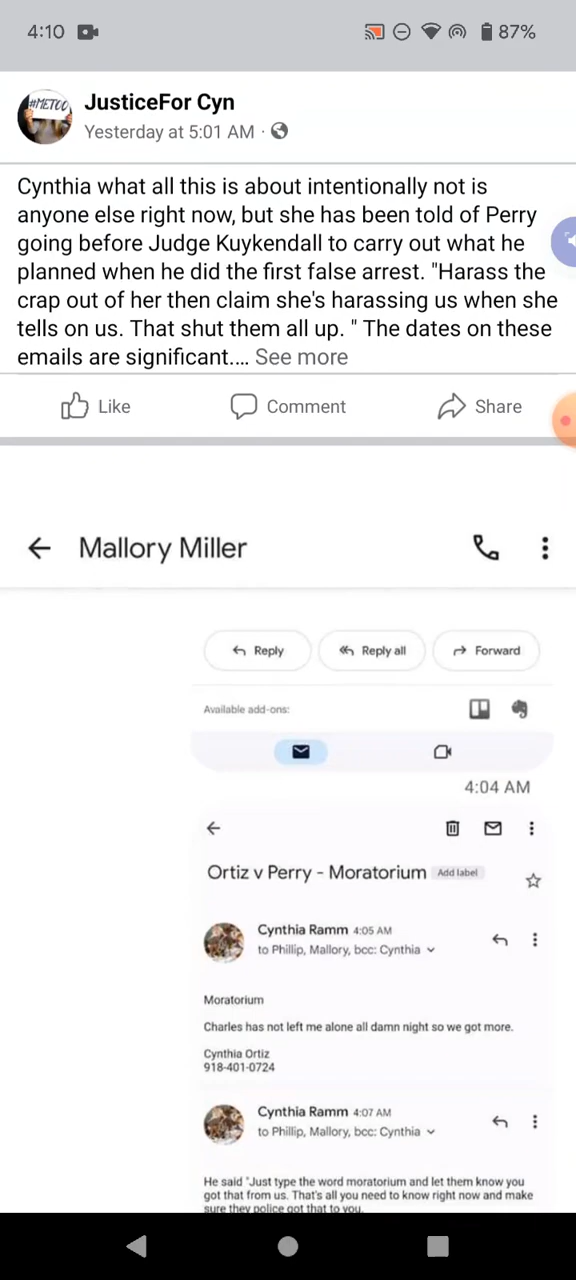 4:10
87%
#METOO
JusticeFor Cyn
Yesterday at 5:01 AM ·
Cynthia what all this is about intentionally not is
anyone else right now, but she has been told of Perry
going before Judge Kuykendall to carry out what he
planned when he did the first false arrest. "Harass the
crap out of her then claim she's harassing us when she
tells on us. That shut them all up. " The dates on these
emails are significant.... See more
Like
Comment
Share
Mallory Miller
Reply
Reply all
Forward
Available add-ons:
4:04 AM
Ortiz v Perry - Moratorium Add label
Cynthia Ramm 4:05 AM
to Phillip, Mallory, bcc: Cynthia
Moratorium
Charles has not left me alone all damn night so we got more.
Cynthia Ortiz
918-401-0724
Cynthia Ramm 4:07 AM
to Phillip, Mallory, bcc: Cynthia
He said "Just type the word moratorium and let them know you
got that from us. That's all you need to know right now and make
sure they police got that to you.